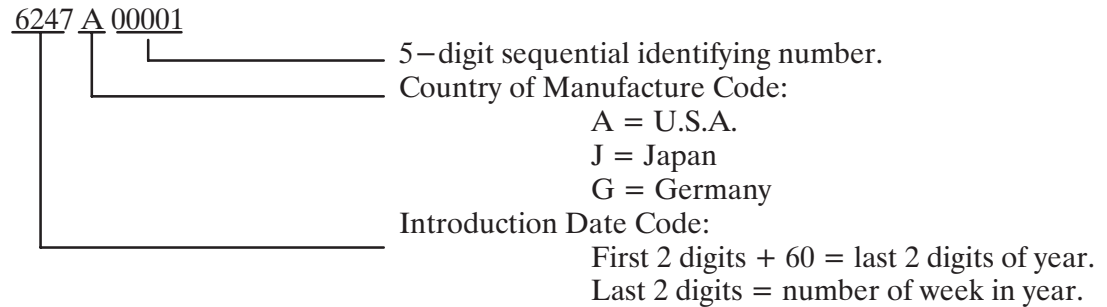 6247 A 00001
5−digit sequential identifying number.
Country of Manufacture Code:
A = U.S.A.
J = Japan
G = Germany
Introduction Date Code:
First 2 digits + 60 = last 2 digits of year.
Last 2 digits = number of week in year.